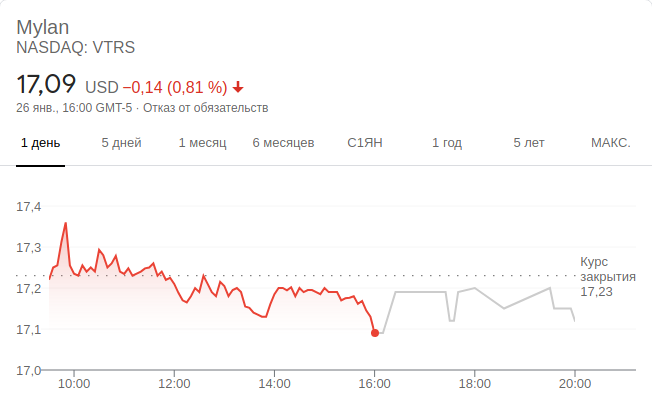 Mylan
NASDAQ: VTRS
17,09 USD −0,14 (0,81 %)
26 янв., 16:00 GMT-5 · Отказ от обязательств
1 день 5 дней 1 месяц 6 месяцев С1ЯН 1 год 5 лет МАКС.
17,4
17,3
Курс
закрытия
17,23
17,2
17,1
17,0
10:00 12:00 14:00 16:00 18:00 20:00